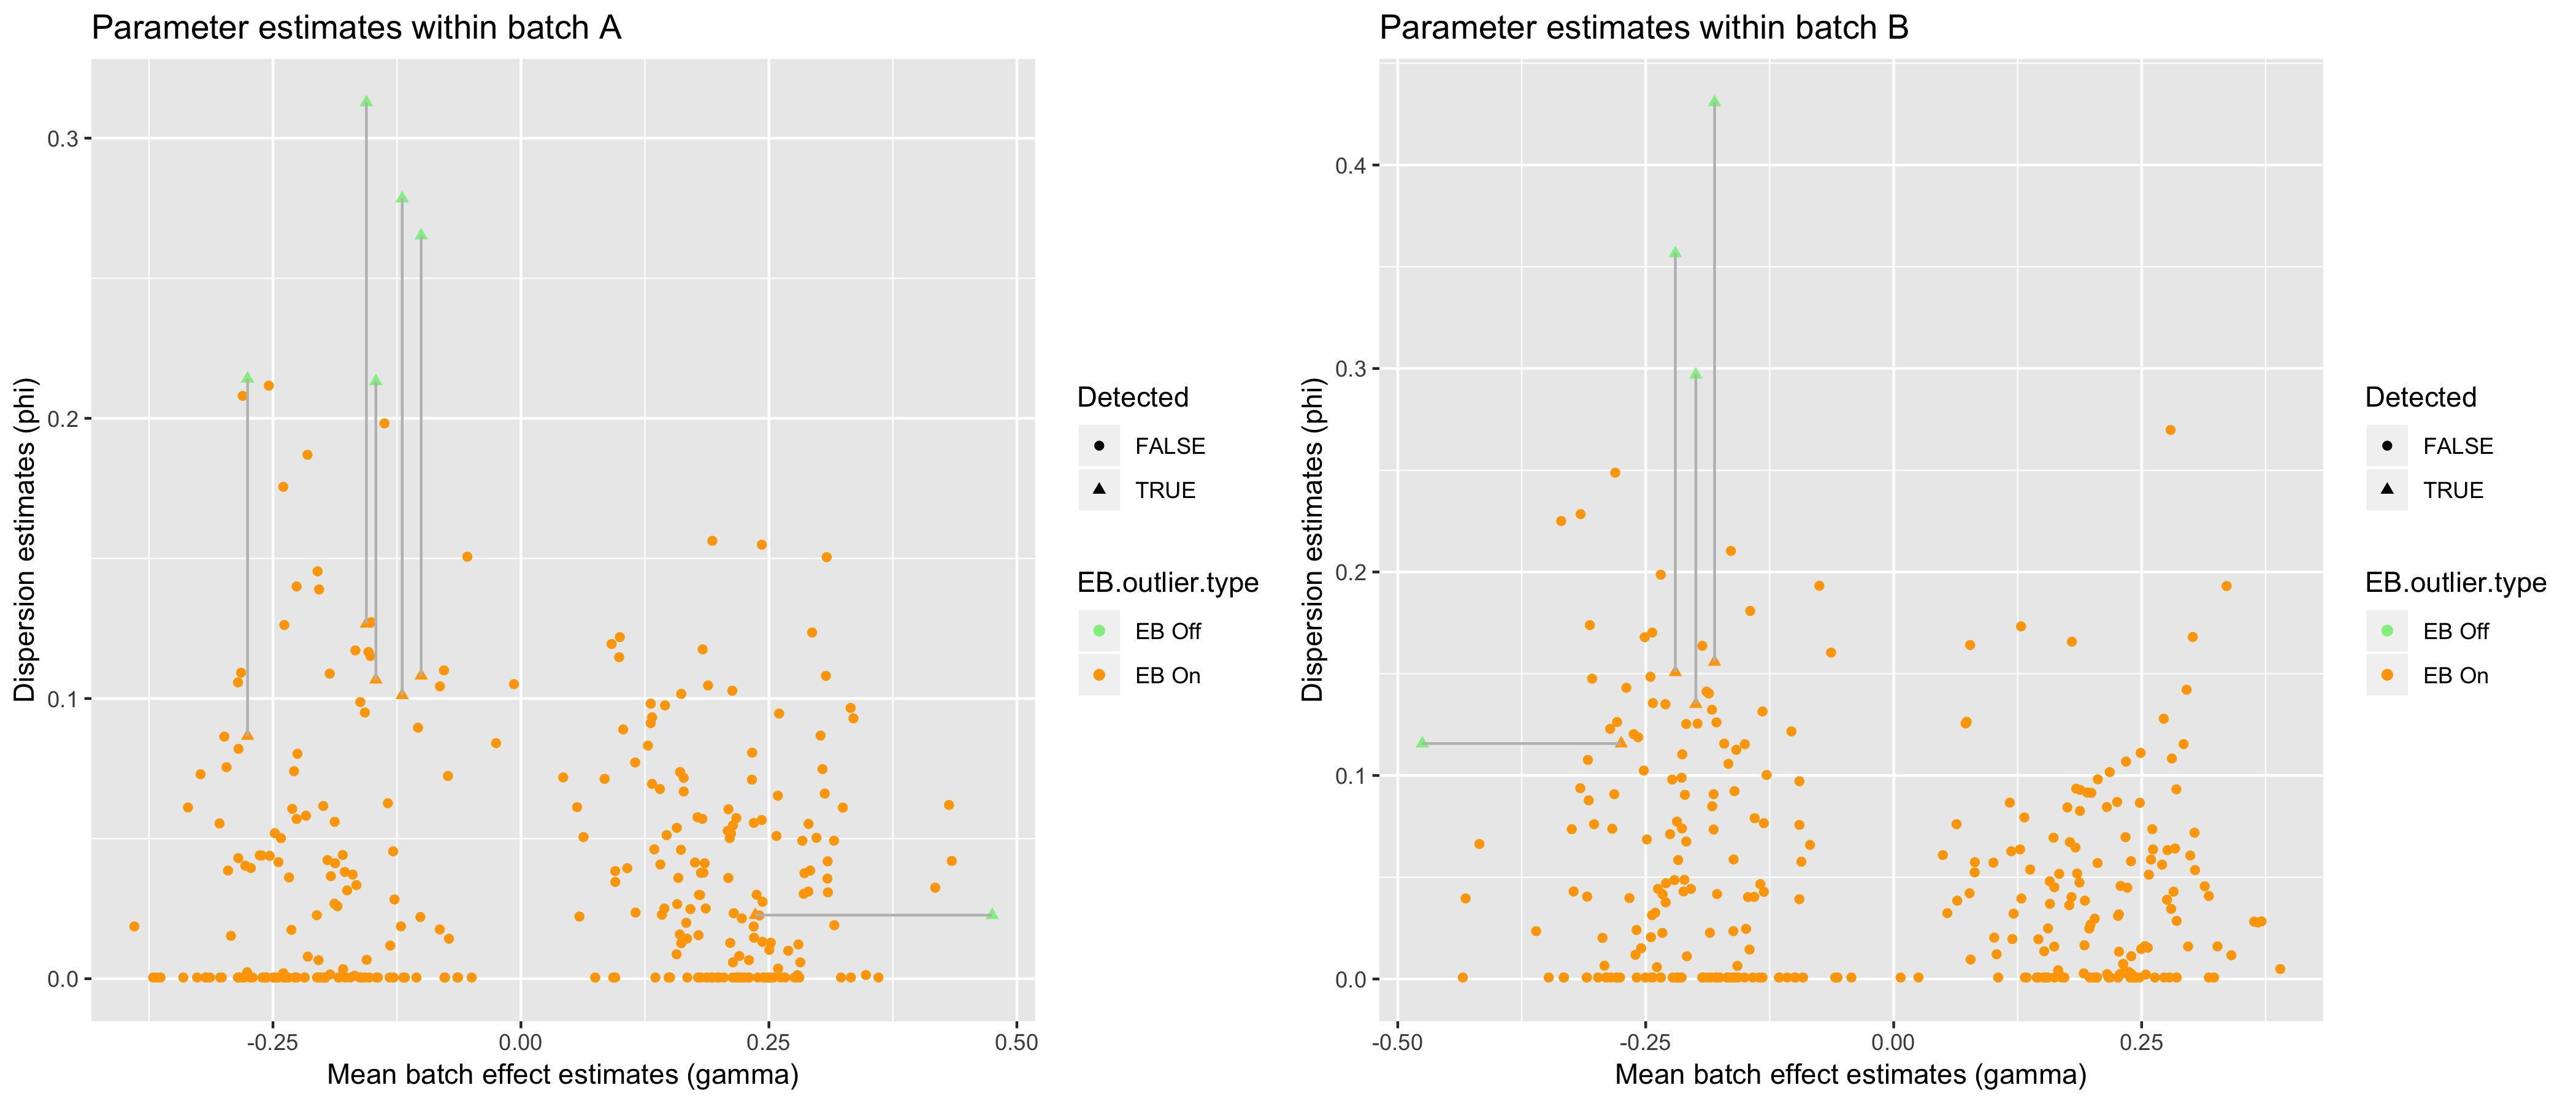 Parameter estimates within batch A
Dispersion estimates (phi)
0.3
0.2
0.1
0.0
-0.25
0.00
0.25
0.50
Mean batch effect estimates (gamma)
Detected
FALSE
TRUE
EB.outlier.type
EB Off
EB On
Parameter estimates within batch B
Dispersion estimates (phi)
0.4
0.3
0.2
0.1
0.0
-0.50
-0.25
0.00
0.25
Mean batch effect estimates (gamma)
Detected
FALSE
TRUE
EB.outlier.type
EB Off
EB On